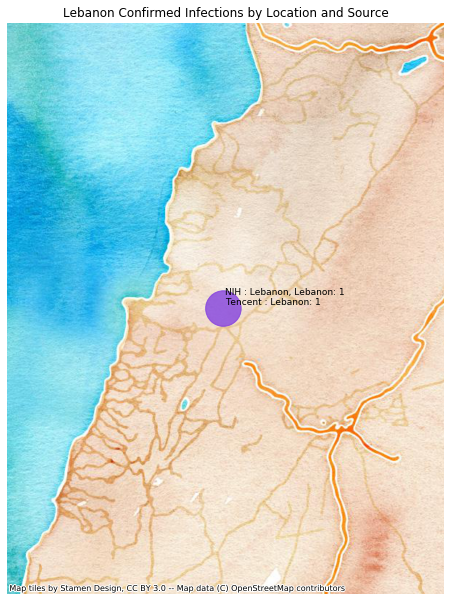 Lebanon Confirmed Infections by Location and Source
NIH : Lebanon, Lebanon: 1
Tencent : Lebanon: 1
Map tiles by Stamen Design, CC BY 3.0 -- Map data (C) OpenStreetMap contributors